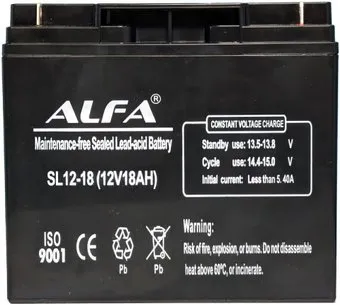 ALFA®
Maintenance-free Sealed Lead-acid Battery
SL12-18 (12V18AH)
CONSTANT VOLTAGE CHARGE
Standby use: 13.5-13.8 V
Cycle use: 14.4-15.0 V
Initial current: Less than 5.40A
ISO
9001
Pb
Pb
Warning:
Risk of fire, explosion, or burns. Do not disassemble,
heat above 60°C, or incinerate.